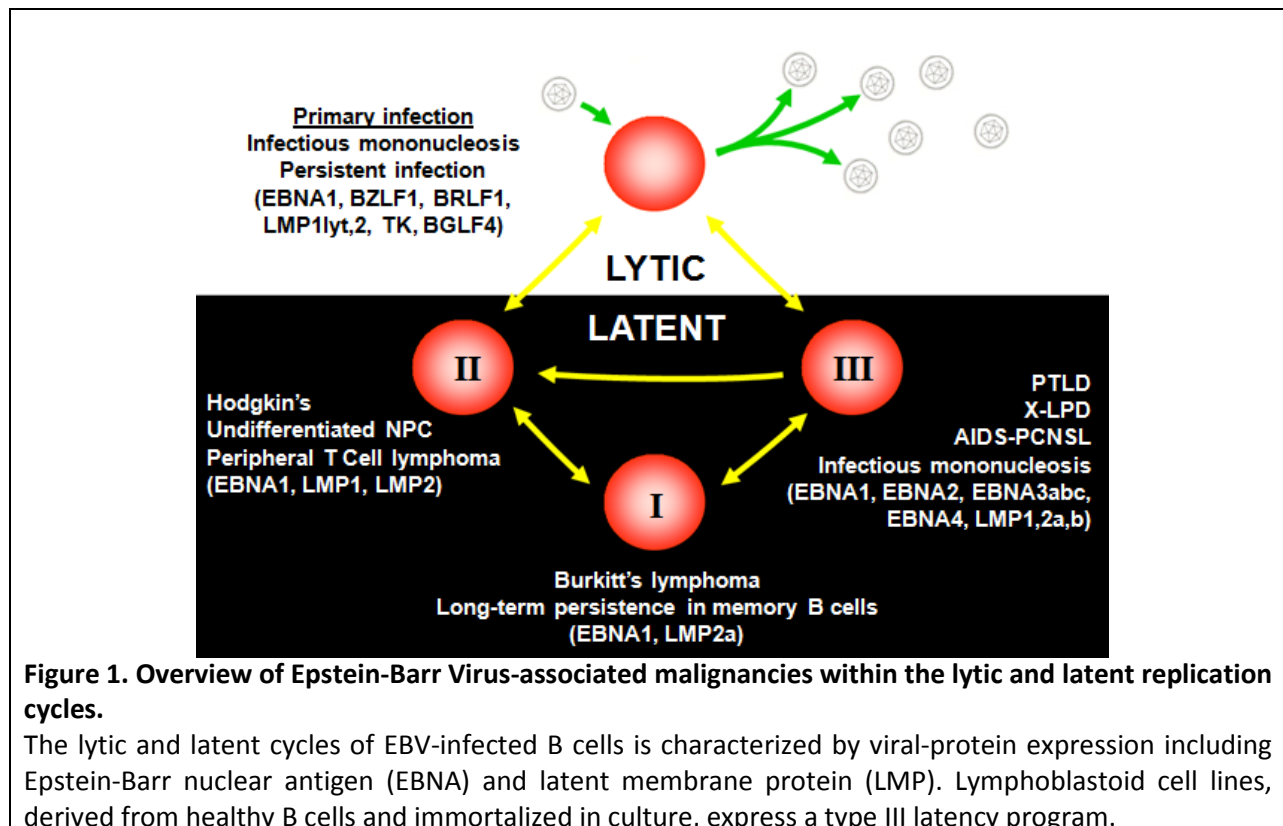 Primary infection
Infectious mononucleosis
Persistent infection
(EBNA1, BZLF1, BRLF1,
LMP1lyt,2, TK, BGLF4)
LYTIC
LATENT
II
III
Hodgkin's
Undifferentiated NPC
Peripheral T Cell lymphoma
(EBNA1, LMP1, LMP2)
PTLD
X-LPD
AIDS-PCNSL
Infectious mononucleosis
(EBNA1, EBNA2, EBNA3abc,
EBNA4, LMP1,2a,b)
I
Burkitt's lymphoma
Long-term persistence in memory B cells
(EBNA1, LMP2a)
Figure 1. Overview of Epstein-Barr Virus-associated malignancies within the lytic and latent replication
cycles.
The lytic and latent cycles of EBV-infected B cells is characterized by viral-protein expression including
Epstein-Barr nuclear antigen (EBNA) and latent membrane protein (LMP). Lymphoblastoid cell lines,
derived from healthy B cells and immortalized in culture, express a type III latency program.